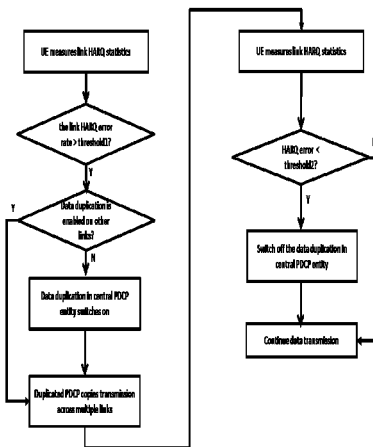 UE measures link HARQ statistics
the link HARQ error
rate > threshold1?
Y
Data duplication is
enabled on other
links?
Y
N
Data duplication in central PDCP
entity switches on
Duplicated PDCP copies transmission
across multiple links
UE measures link HARQ statistics
HARQ error <
threshold2?
Y
Switch off the data duplication in
central PDCP entity
Continue data transmission